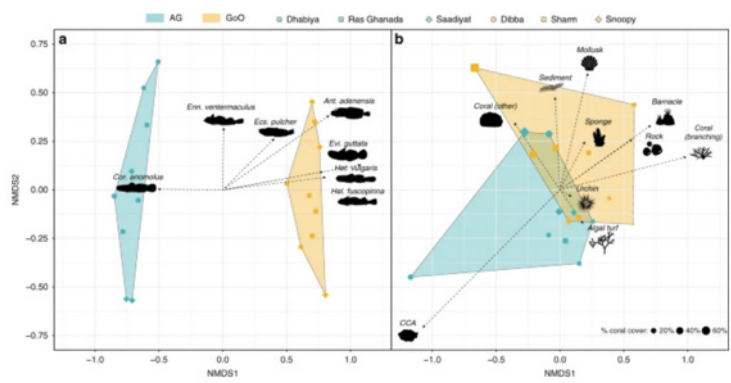 AG GoO Dhabiya Ras Ghanada Saadiyat Dibba Sharm Snoopy
a
Enn. ventermaculus
Ecs. pulcher
Ant. adenensis
Evi. guttata
Cor. anomolus
Hel. vulgaris
Hel. fuscopinna
0.75
0.50
0.25
0.00
−0.25
−0.50
−0.75
NMDS2
−1.0 −0.5 0.0 0.5 1.0
NMDS1
b
Mollusk
Sediment
Coral (other)
Sponge
Barnacle
Rock
Coral
(branching)
Urchin
Algal turf
CCA
% coral cover: 20% 40% 60%
−1.0 −0.5 0.0 0.5 1.0
NMDS1